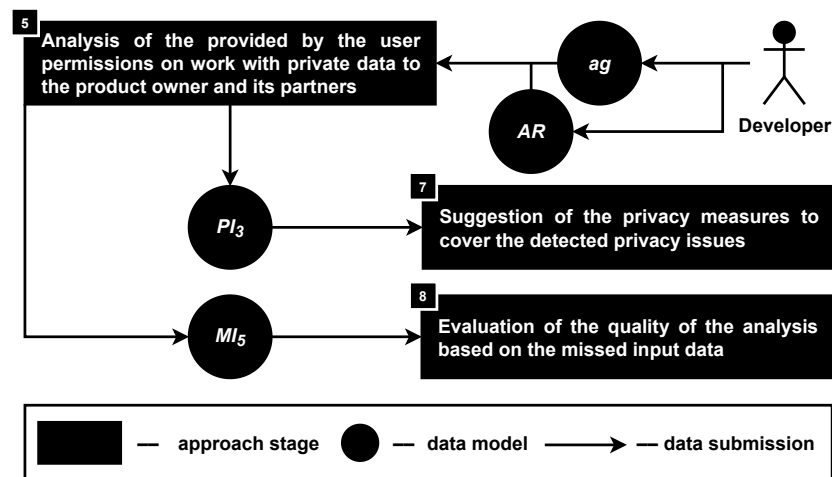 5
Analysis of the provided by the user
permissions on work with private data to
the product owner and its partners
ag
AR
Developer
PI3
7
Suggestion of the privacy measures to
cover the detected privacy issues
MI5
8
Evaluation of the quality of the analysis
based on the missed input data
— approach stage — data model — data submission